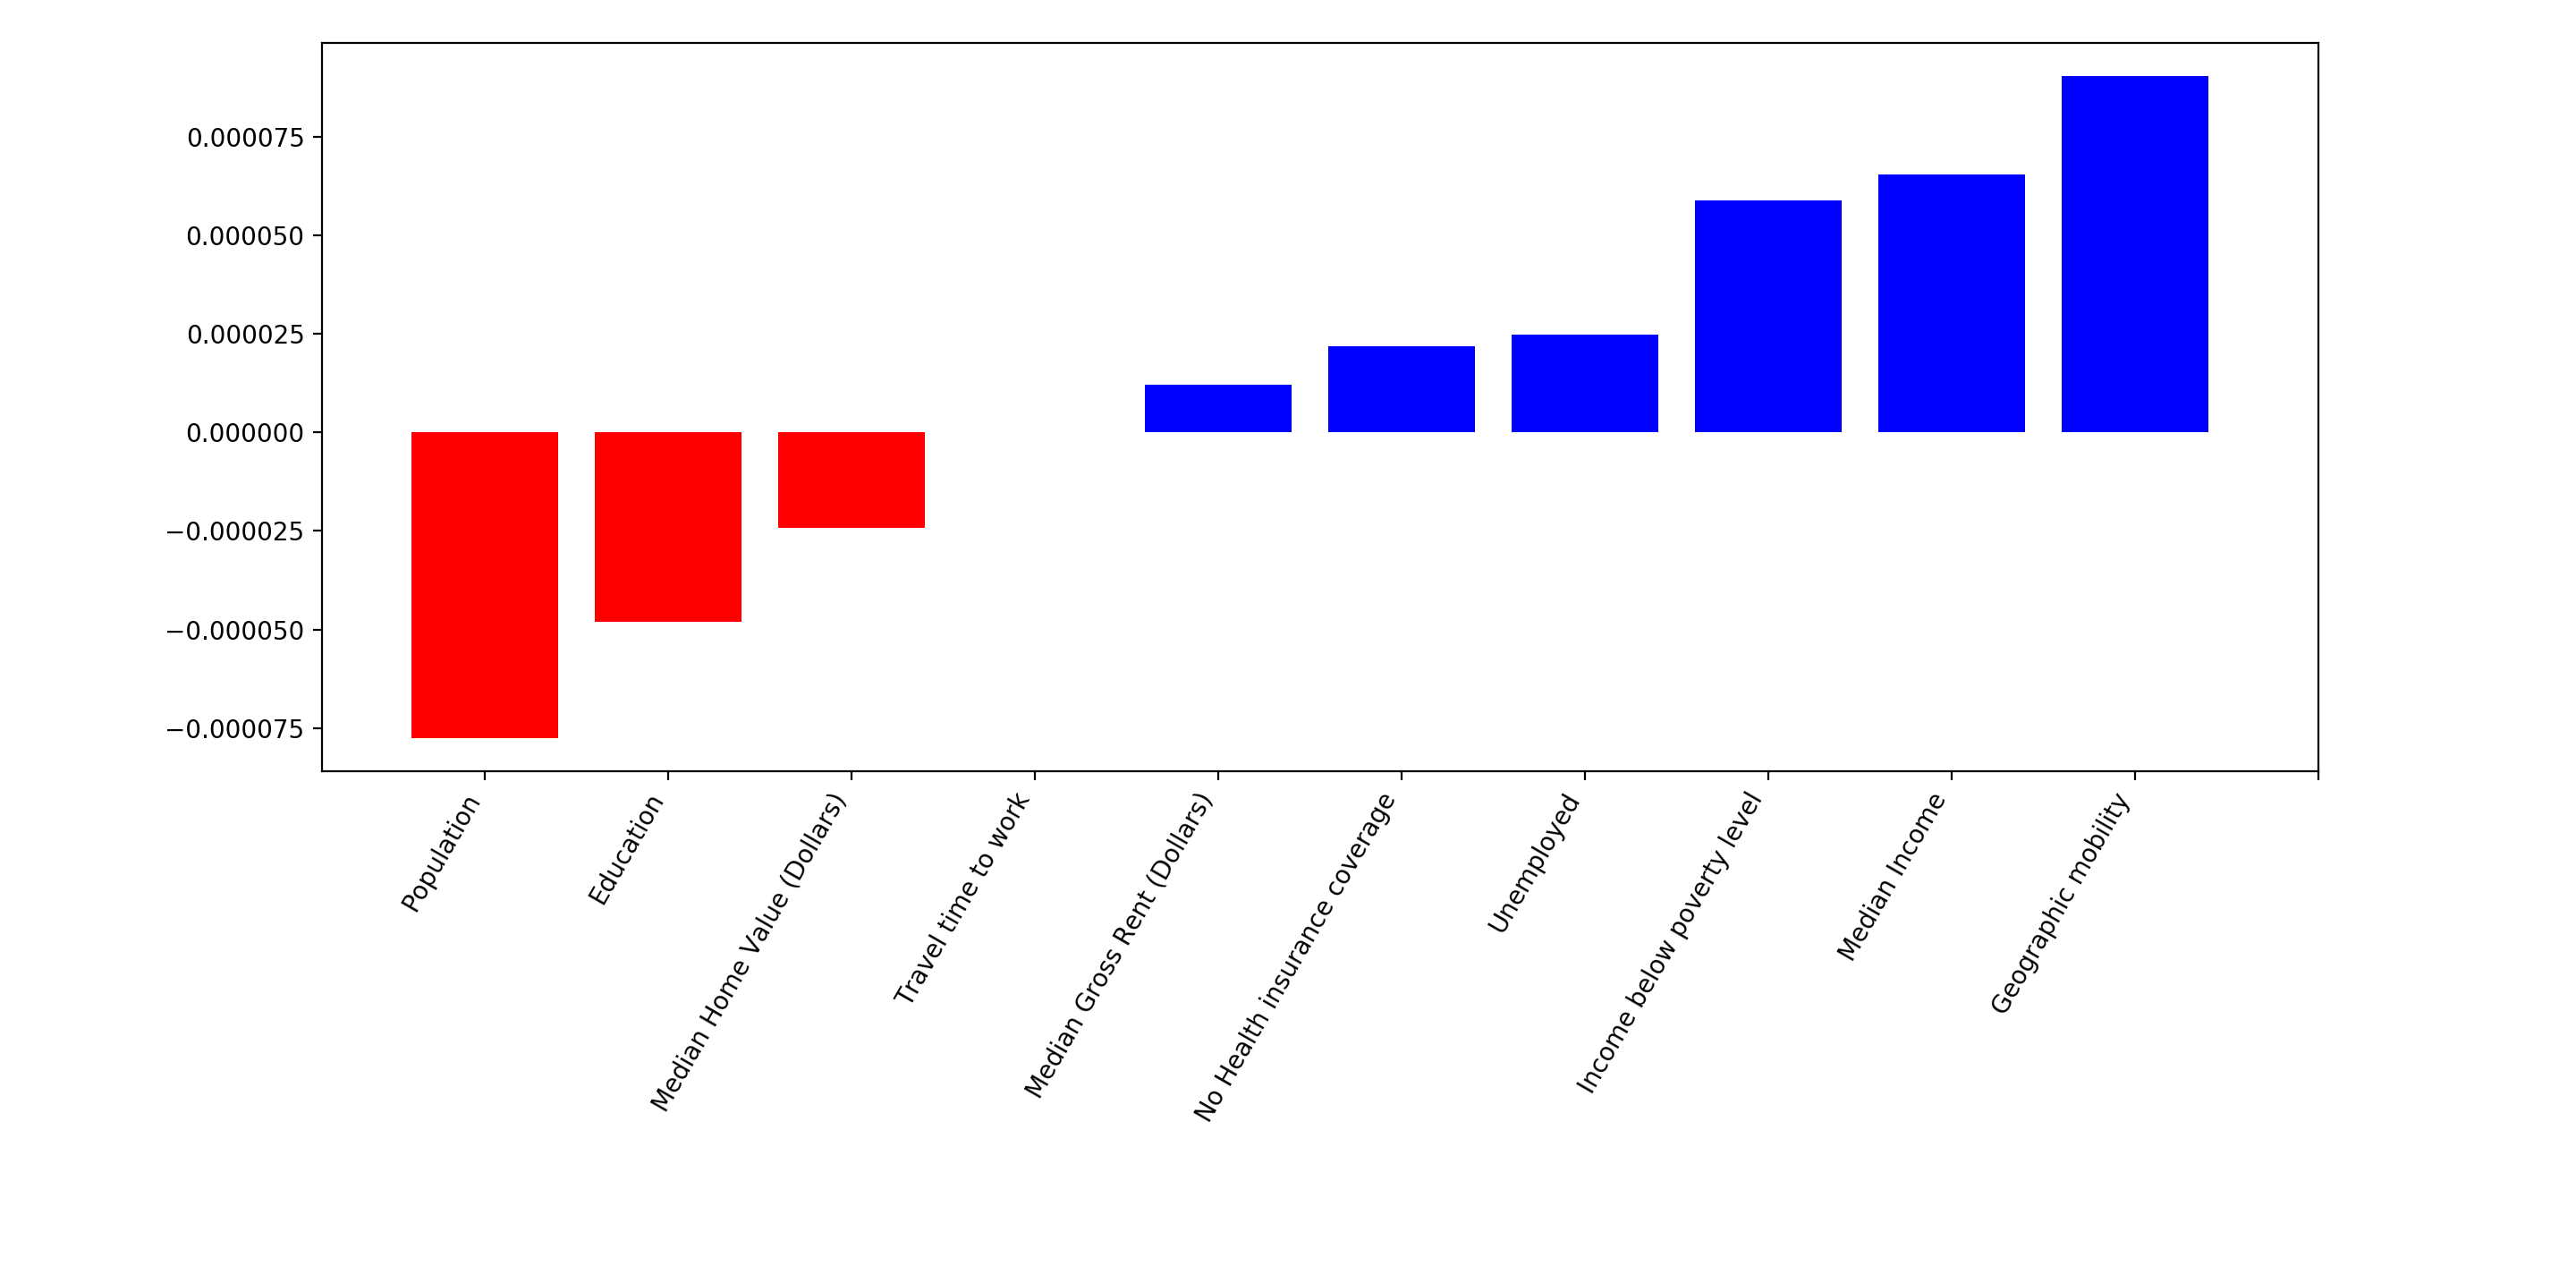 0.000075
0.000050
0.000025
0.000000
−0.000025
−0.000050
−0.000075
Population
Education
Median Home Value (Dollars)
Travel time to work
Median Gross Rent (Dollars)
No Health insurance coverage
Unemployed
Income below poverty level
Median Income
Geographic mobility